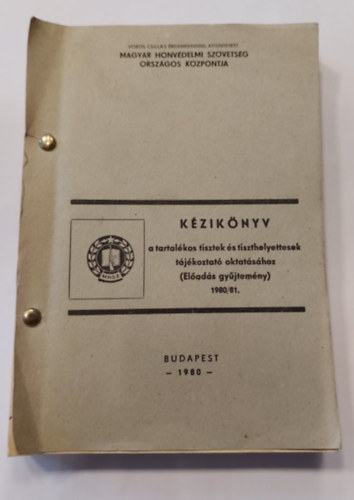 VÖRÖS CSILLAG ÉRDEMRENDDEL KITÜNTETETT
MAGYAR HONVÉDELMI SZÖVETSÉG
ORSZÁGOS KÖZPONTJA
KÉZIKÖNYV
a tartalékos tisztek és tiszthelyettesek
tájékoztató oktatásához
(Előadás gyűjtemény)
1980/81.
BUDAPEST
– 1980 –